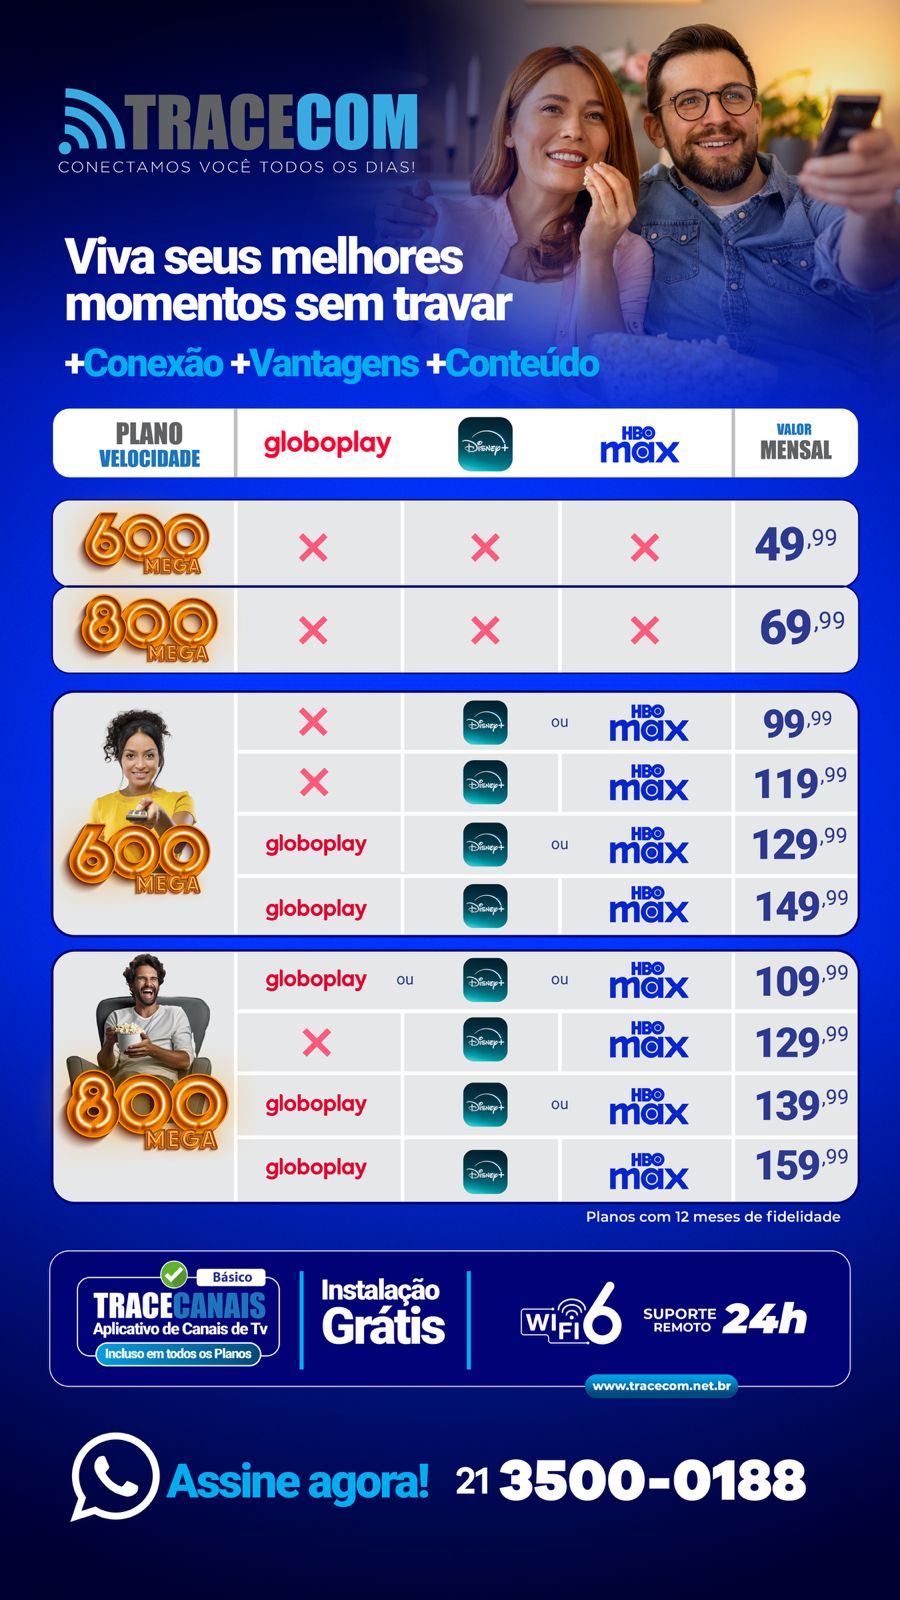 TRACECOM
CONECTAMOS VOCÊ TODOS OS DIAS!
Viva seus melhores
momentos sem travar
+Conexão +Vantagens +Conteúdo
PLANO
VELOCIDADE
globoplay
Disney+
HBO
max
VALOR
MENSAL
600
MEGA
49,99
800
MEGA
69,99
600
MEGA
Disney+ ou HBO max 99,99
Disney+ HBO max 119,99
globoplay Disney+ ou HBO max 129,99
globoplay Disney+ HBO max 149,99
800
MEGA
globoplay ou Disney+ ou HBO max 109,99
Disney+ HBO max 129,99
globoplay Disney+ ou HBO max 139,99
globoplay Disney+ HBO max 159,99
Planos com 12 meses de fidelidade
Básico
TRACECANAIS
Aplicativo de Canais de Tv
Incluso em todos os Planos
Instalação
Grátis
WIFI 6
SUPORTE
REMOTO
24h
www.tracecom.net.br
Assine agora! 21 3500-0188